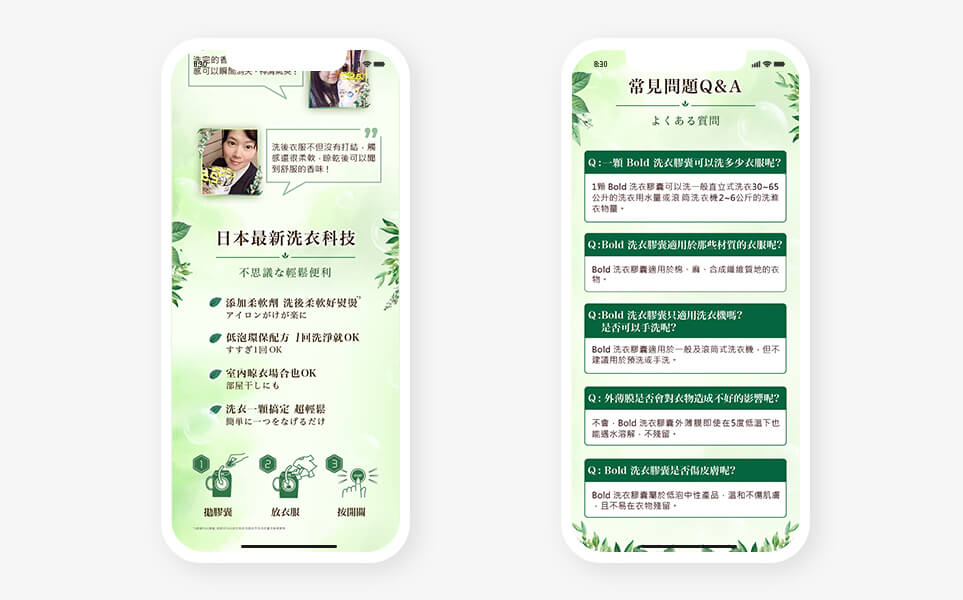 8:30
洗完的香
感可以瞬間消失，神清氣爽！
洗後衣服不但沒有打結，觸
感還很柔軟，晾乾後可以聞
到舒服的香味！
日本最新洗衣科技
不思議な輕鬆便利
添加柔軟劑 洗後柔軟好熨燙
アイロンがけが楽に
低泡環保配方 1回洗淨就OK
すすぎ1回OK
室內晾衣場合也OK
部屋干しにも
洗衣一顆搞定 超輕鬆
簡単に一つをなげるだけ
1 2 3
拋膠囊 放衣服 按開關
8:30
常見問題Q&A
よくある質問
Q:一顆 Bold 洗衣膠囊可以洗多少衣服呢?
1顆 Bold 洗衣膠囊可以洗一般直立式洗衣30~65
公升的洗衣用水量或滾筒洗衣機2~6公斤的洗滌
衣物量。
Q:Bold 洗衣膠囊適用於那些材質的衣服呢?
Bold 洗衣膠囊適用於棉、麻、合成纖維質地的衣
物。
Q:Bold 洗衣膠囊只適用洗衣機嗎?
是否可以手洗呢?
Bold 洗衣膠囊適用於一般及滾筒式洗衣機，但不
建議用於預洗或手洗。
Q: 外薄膜是否會對衣物造成不好的影響呢?
不會，Bold 洗衣膠囊外薄膜即使在5度低溫下也
能遇水溶解，不殘留。
Q: Bold 洗衣膠囊是否傷皮膚呢?
Bold 洗衣膠囊屬於低泡中性產品，溫和不傷肌膚
，且不易在衣物殘留。